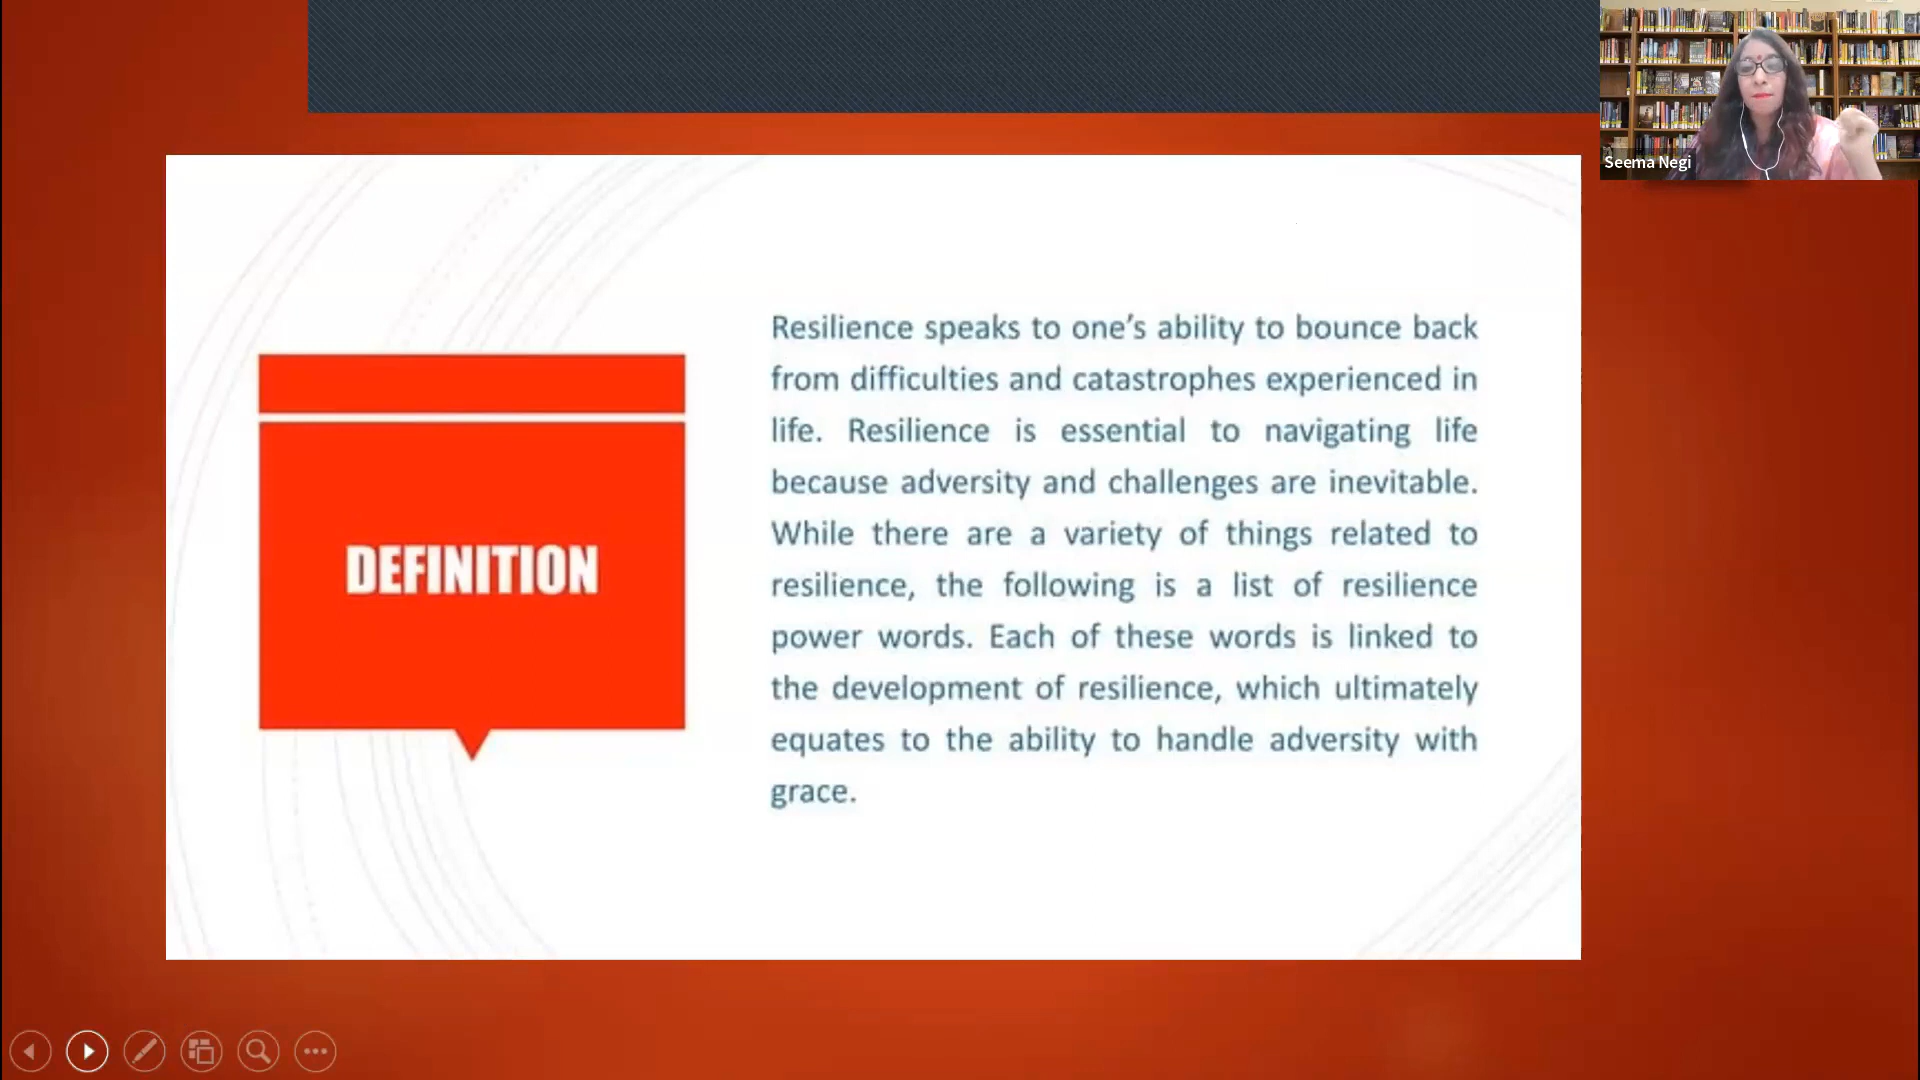 Seema Negi
DEFINITION
Resilience speaks to one’s ability to bounce back
from difficulties and catastrophes experienced in
life. Resilience is essential to navigating life
because adversity and challenges are inevitable.
While there are a variety of things related to
resilience, the following is a list of resilience
power words. Each of these words is linked to
the development of resilience, which ultimately
equates to the ability to handle adversity with
grace.